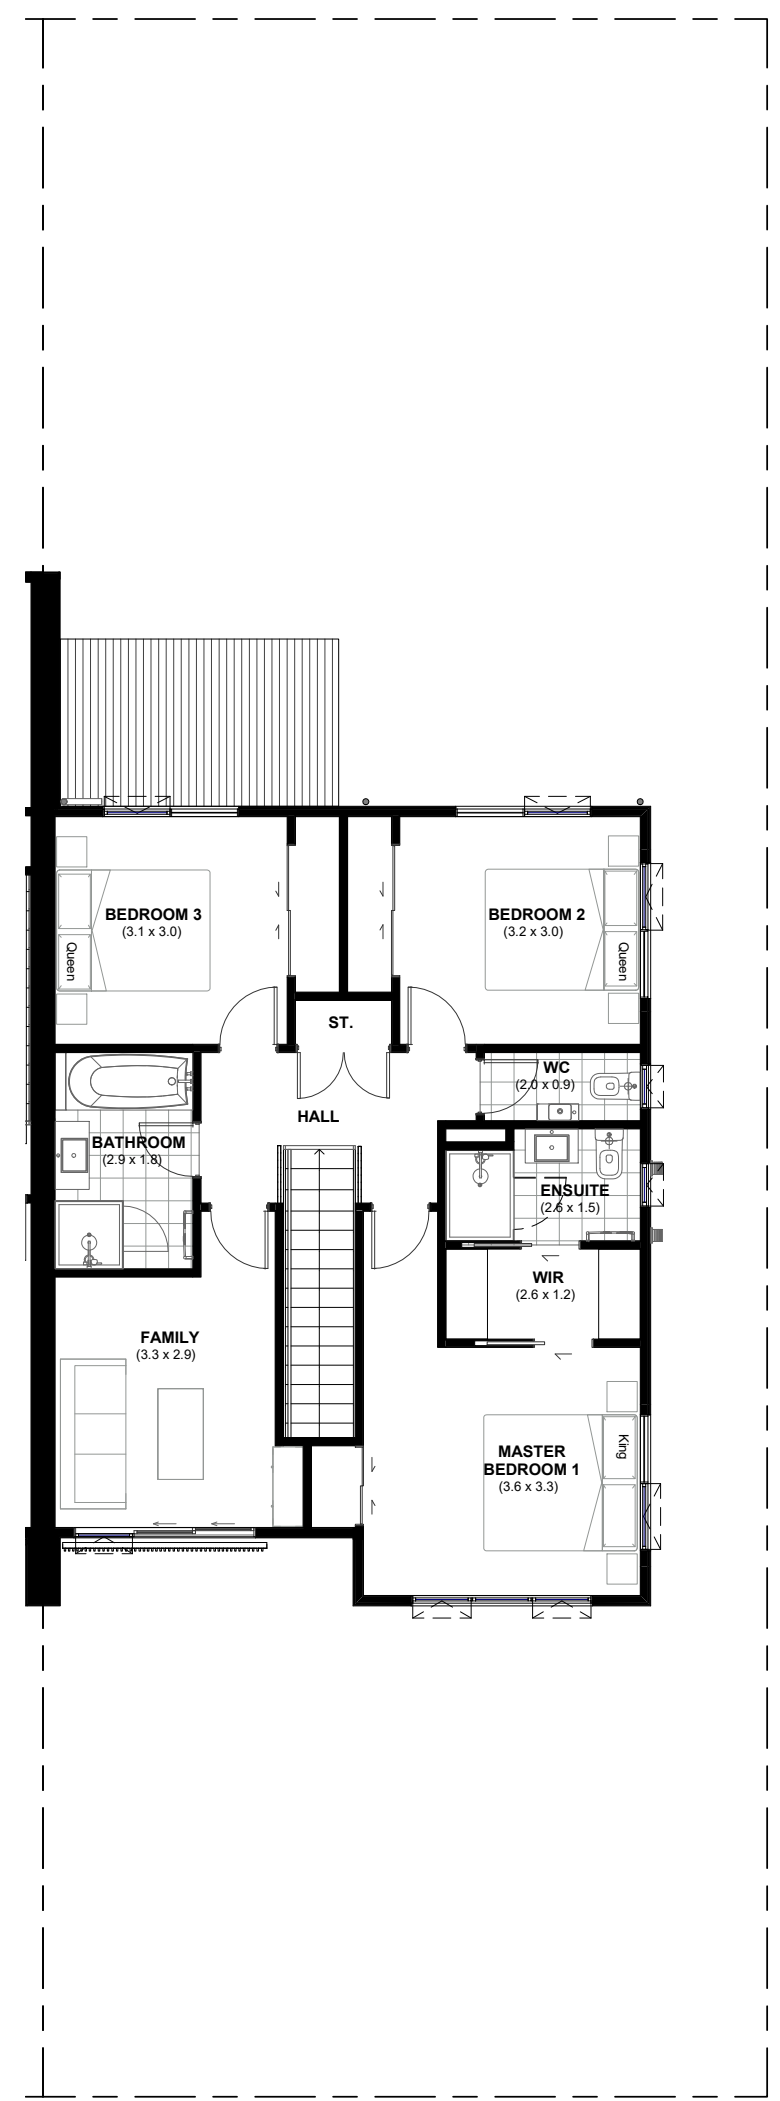 BEDROOM 3
(3.1 x 3.0)
Queen
BEDROOM 2
(3.2 x 3.0)
Queen
ST.
WC
(2.0 x 0.9)
HALL
BATHROOM
(2.9 x 1.8)
ENSUITE
(2.6 x 1.5)
WIR
(2.6 x 1.2)
FAMILY
(3.3 x 2.9)
King
MASTER
BEDROOM 1
(3.6 x 3.3)